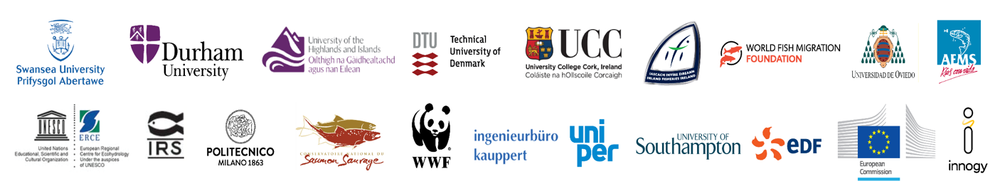 Swansea University
Prifysgol Abertawe
Durham
University
University of the
Highlands and Islands
Oilthigh na Gàidhealtachd
agus nan Eilean
DTU
Technical
University of
Denmark
UCC
University College Cork, Ireland
Coláiste na hOllscoile Corcaigh
IASCACH INTÍRE ÉIREANN
INLAND FISHERIES IRELAND
WORLD FISH MIGRATION
FOUNDATION
UNIVERSIDAD DE OVIEDO
AEMS
Ríos con vida
UNESCO
United Nations
Educational, Scientific and
Cultural Organization
ERCE
European Regional
Centre for Ecohydrology
Under the auspices
of UNESCO
IRS
POLITECNICO
MILANO 1863
CONSERVATOIRE NATIONAL DU
Saumon Sauvage
WWF
ingenieurbüro
kauppert
uni
per
UNIVERSITY OF
Southampton
eDF
European
Commission
innogy